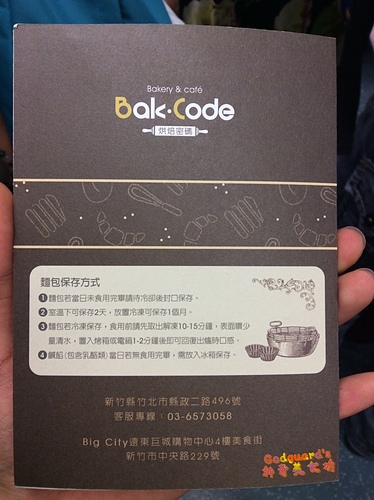 Bakery & café
Bak·Code
烘焙密碼
麵包保存方式
❶麵包若當日未食用完畢請待冷卻後封口保存。
❷室溫下可保存2天，放置冷凍可保存1個月。
❸麵包若冷凍保存，食用前請先取出解凍10-15分鐘，表面噴少
量清水，置入烤箱或電鍋1-2分鐘後即可回復出爐時口感。
❹鹹餡(包含乳酪類)當日若無食用完畢，需放入冰箱保存。
新竹縣竹北市縣政二路496號
客服專線：03-6573058
Big City遠東巨城購物中心4樓美食街
新竹市中央路229號
Godguard's